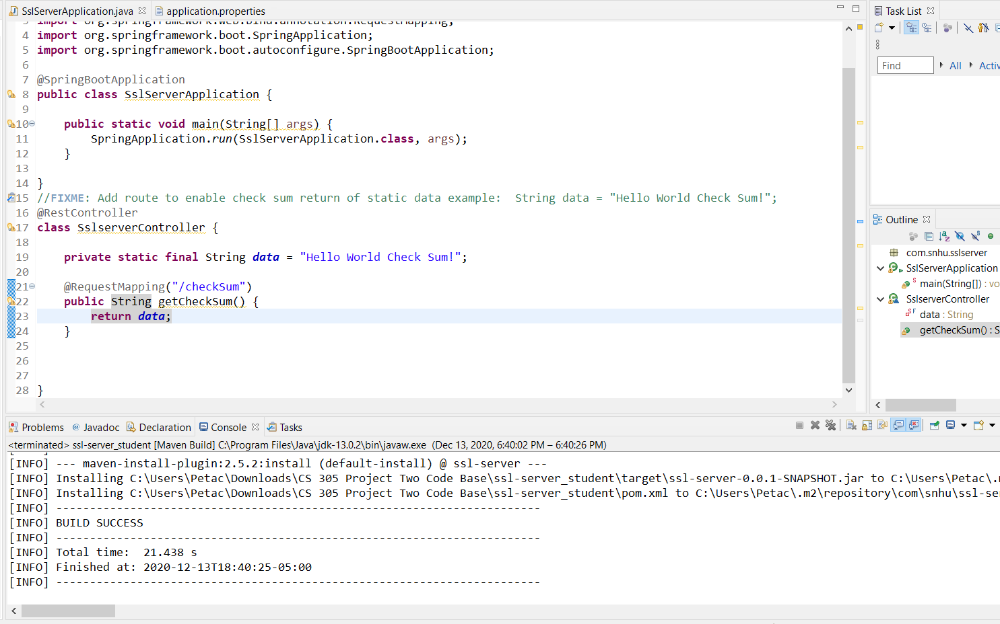 SslServerApplication.java application.properties
import org.springframework.web.bind.annotation.RequestMapping;
4 import org.springframework.boot.SpringApplication;
5 import org.springframework.boot.autoconfigure.SpringBootApplication;
6
7 @SpringBootApplication
8 public class SslServerApplication {
9
10 public static void main(String[] args) {
11 SpringApplication.run(SslServerApplication.class, args);
12 }
13
14 }
15 //FIXME: Add route to enable check sum return of static data example:  String data = "Hello World Check Sum!";
16 @RestController
17 class SslserverController {
18
19 private static final String data = "Hello World Check Sum!";
20
21 @RequestMapping("/checkSum")
22 public String getCheckSum() {
23 return data;
24 }
25
26
27
28 }
Task List
Find All Activ
Outline
com.snhu.sslserver
SslServerApplication
main(String[]) : vo
SslserverController
data : String
getCheckSum() : S
Problems @ Javadoc Declaration Console Tasks
<terminated> ssl-server_student [Maven Build] C:\Program Files\Java\jdk-13.0.2\bin\javaw.exe (Dec 13, 2020, 6:40:02 PM – 6:40:26 PM)
[INFO] --- maven-install-plugin:2.5.2:install (default-install) @ ssl-server ---
[INFO] Installing C:\Users\Petac\Downloads\CS 305 Project Two Code Base\ssl-server_student\target\ssl-server-0.0.1-SNAPSHOT.jar to C:\Users\Petac\.
[INFO] Installing C:\Users\Petac\Downloads\CS 305 Project Two Code Base\ssl-server_student\pom.xml to C:\Users\Petac\.m2\repository\com\snhu\ssl-se
[INFO] ------------------------------------------------------------------------
[INFO] BUILD SUCCESS
[INFO] ------------------------------------------------------------------------
[INFO] Total time:  21.438 s
[INFO] Finished at: 2020-12-13T18:40:25-05:00
[INFO] ------------------------------------------------------------------------